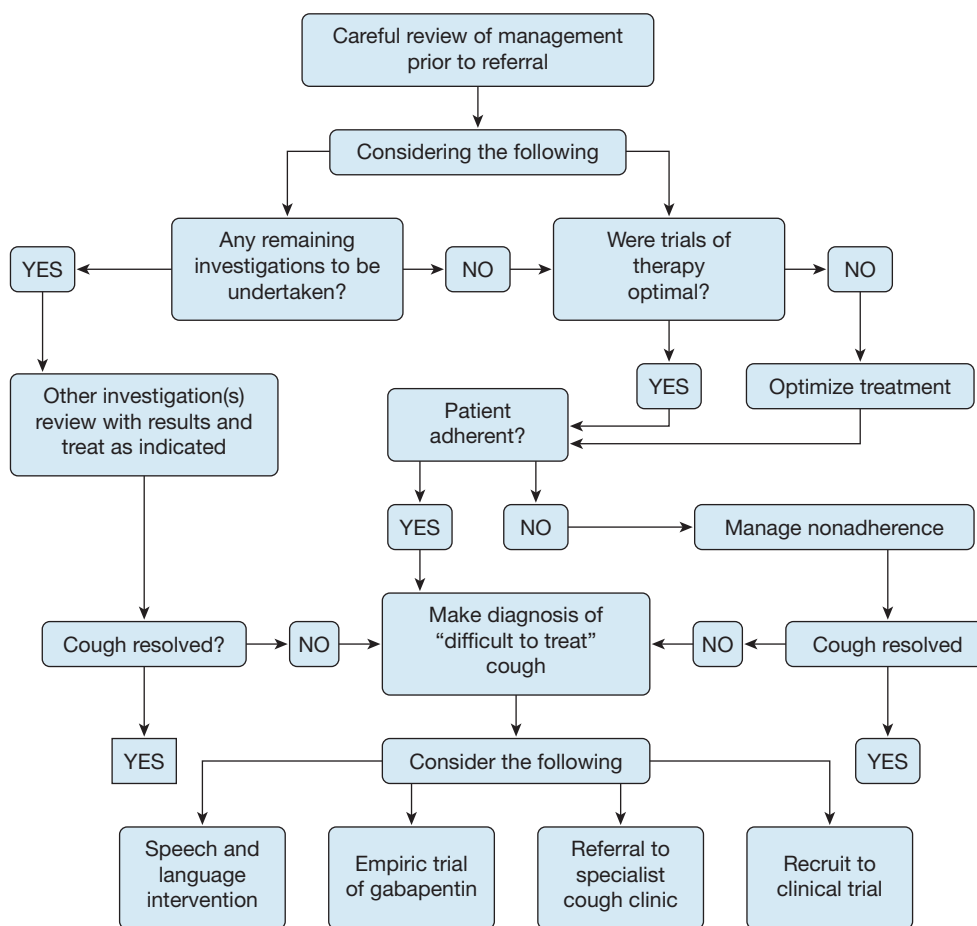 Careful review of management
prior to referral
Considering the following
Any remaining
investigations to be
undertaken?
Were trials of
therapy
optimal?
YES
NO
NO
Other investigation(s)
review with results and
treat as indicated
YES
Optimize treatment
Patient
adherent?
YES
NO
Manage nonadherence
Make diagnosis of
“difficult to treat”
cough
Cough resolved?
NO
NO
Cough resolved
YES
Consider the following
YES
Speech and
language
intervention
Empiric trial
of gabapentin
Referral to
specialist
cough clinic
Recruit to
clinical trial